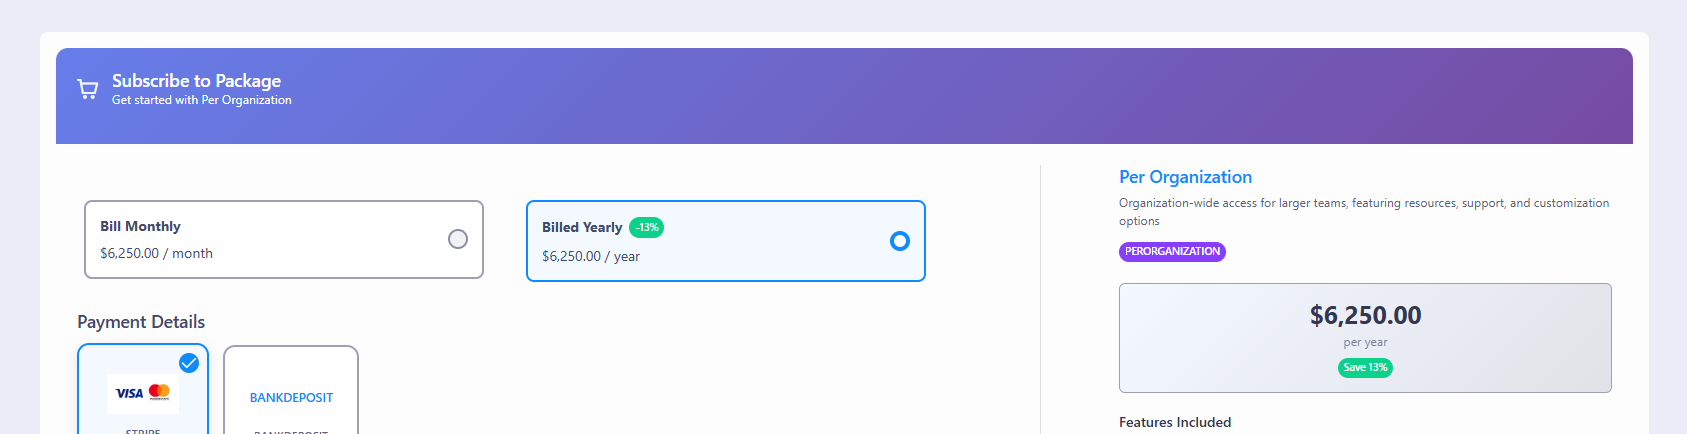 Subscribe to Package
Get started with Per Organization
Bill Monthly
$6,250.00 / month
Billed Yearly -13%
$6,250.00 / year
Payment Details
VISA mastercard
STRIPE
BANKDEPOSIT
BANKDEPOSIT
Per Organization
Organization-wide access for larger teams, featuring resources, support, and customization
options
PERORGANIZATION
$6,250.00
per year
Save 13%
Features Included